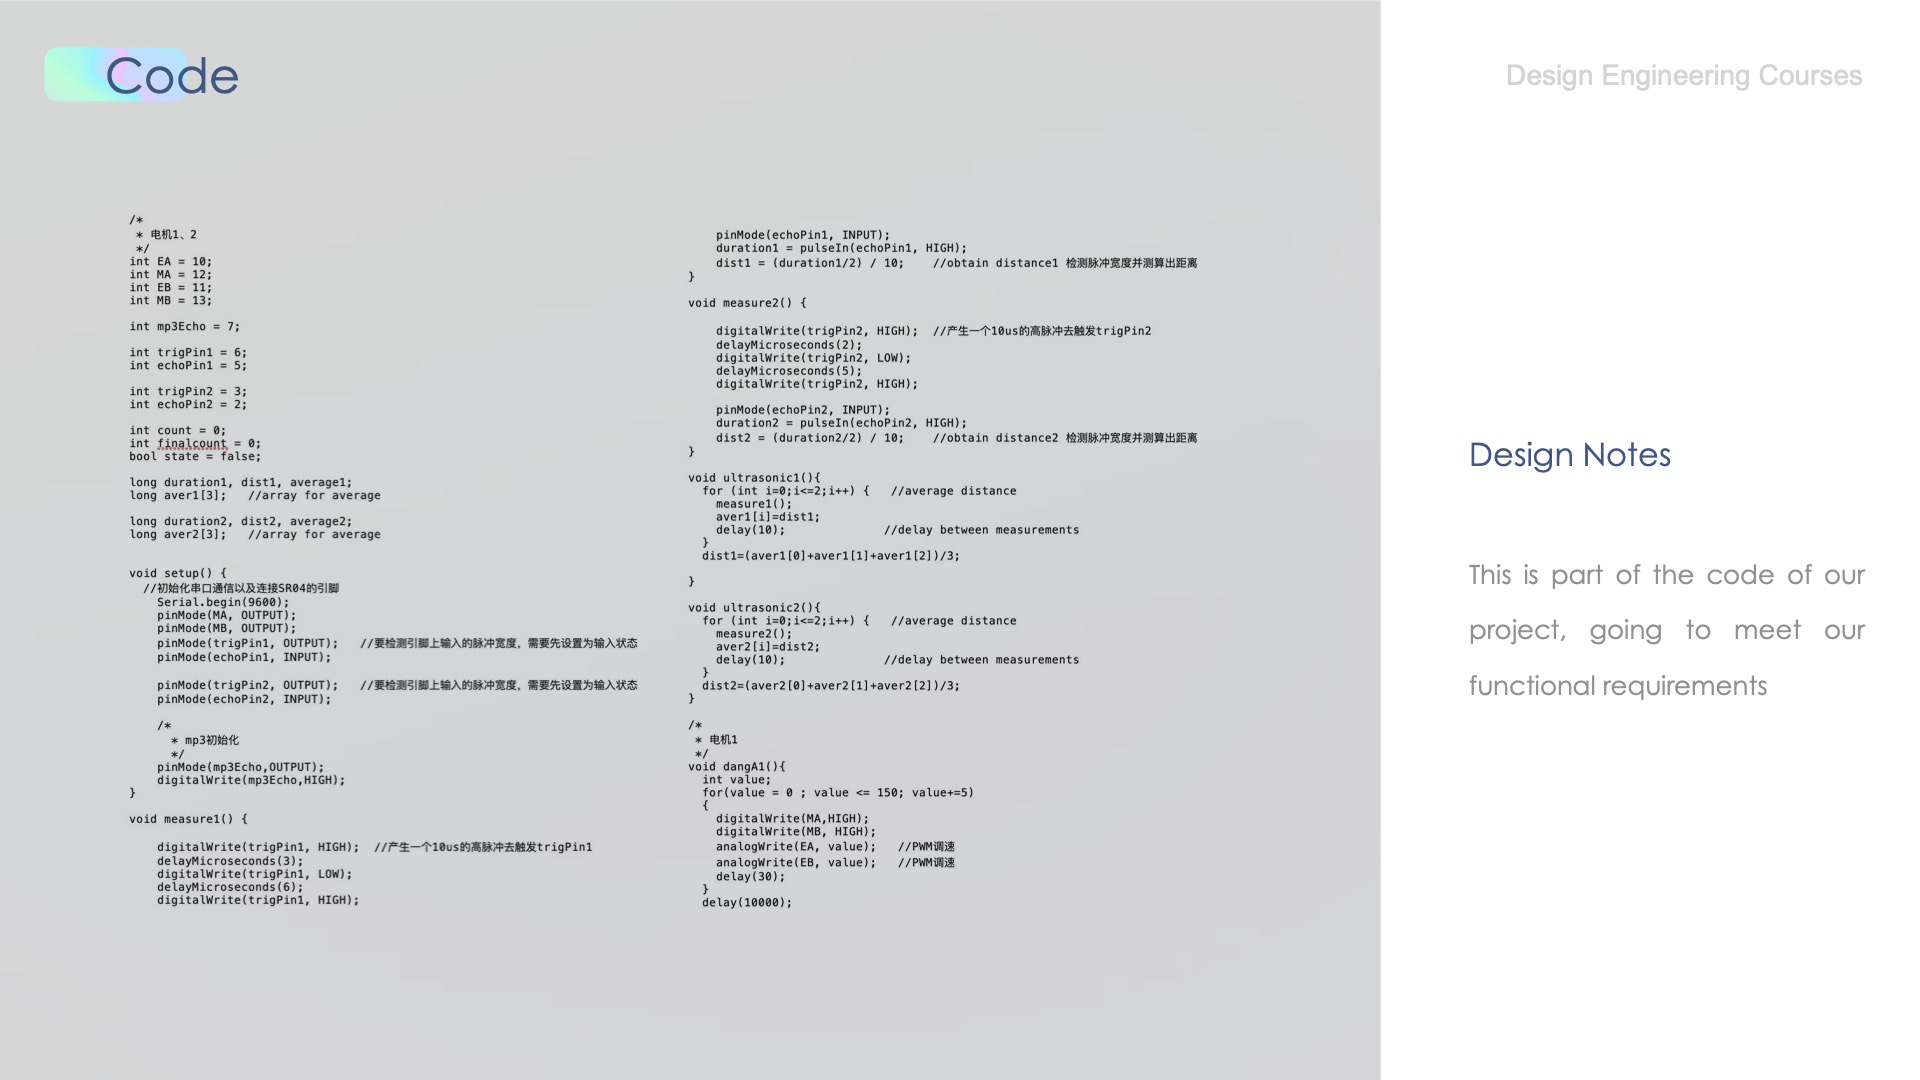 Code
/*
* 电机1、2
*/
int EA = 10;
int MA = 12;
int EB = 11;
int MB = 13;
int mp3Echo = 7;
int trigPin1 = 6;
int echoPin1 = 5;
int trigPin2 = 3;
int echoPin2 = 2;
int count = 0;
int finalcount = 0;
bool state = false;
long duration1, dist1, average1;
long aver1[3];   //array for average
long duration2, dist2, average2;
long aver2[3];   //array for average
void setup() {
//初始化串口通信以及连接SR04的引脚
Serial.begin(9600);
pinMode(MA, OUTPUT);
pinMode(MB, OUTPUT);
pinMode(trigPin1, OUTPUT);   //要检测引脚上输入的脉冲宽度，需要先设置为输入状态
pinMode(echoPin1, INPUT);
pinMode(trigPin2, OUTPUT);   //要检测引脚上输入的脉冲宽度，需要先设置为输入状态
pinMode(echoPin2, INPUT);
/*
* mp3初始化
*/
pinMode(mp3Echo,OUTPUT);
digitalWrite(mp3Echo,HIGH);
}
void measure1() {
digitalWrite(trigPin1, HIGH);  //产生一个10us的高脉冲去触发trigPin1
delayMicroseconds(3);
digitalWrite(trigPin1, LOW);
delayMicroseconds(6);
digitalWrite(trigPin1, HIGH);
pinMode(echoPin1, INPUT);
duration1 = pulseIn(echoPin1, HIGH);
dist1 = (duration1/2) / 10;    //obtain distance1 检测脉冲宽度并测算出距离
}
void measure2() {
digitalWrite(trigPin2, HIGH);  //产生一个10us的高脉冲去触发trigPin2
delayMicroseconds(2);
digitalWrite(trigPin2, LOW);
delayMicroseconds(5);
digitalWrite(trigPin2, HIGH);
pinMode(echoPin2, INPUT);
duration2 = pulseIn(echoPin2, HIGH);
dist2 = (duration2/2) / 10;    //obtain distance2 检测脉冲宽度并测算出距离
}
void ultrasonic1(){
for (int i=0;i<=2;i++) {   //average distance
measure1();
aver1[i]=dist1;
delay(10);              //delay between measurements
}
dist1=(aver1[0]+aver1[1]+aver1[2])/3;
}
void ultrasonic2(){
for (int i=0;i<=2;i++) {   //average distance
measure2();
aver2[i]=dist2;
delay(10);              //delay between measurements
}
dist2=(aver2[0]+aver2[1]+aver2[2])/3;
}
/*
* 电机1
*/
void dangA1(){
int value;
for(value = 0 ; value <= 150; value+=5)
{
digitalWrite(MA,HIGH);
digitalWrite(MB, HIGH);
analogWrite(EA, value);   //PWM调速
analogWrite(EB, value);   //PWM调速
delay(30);
}
delay(10000);
Design Engineering Courses
Design Notes
This is part of the code of our
project, going to meet our
functional requirements